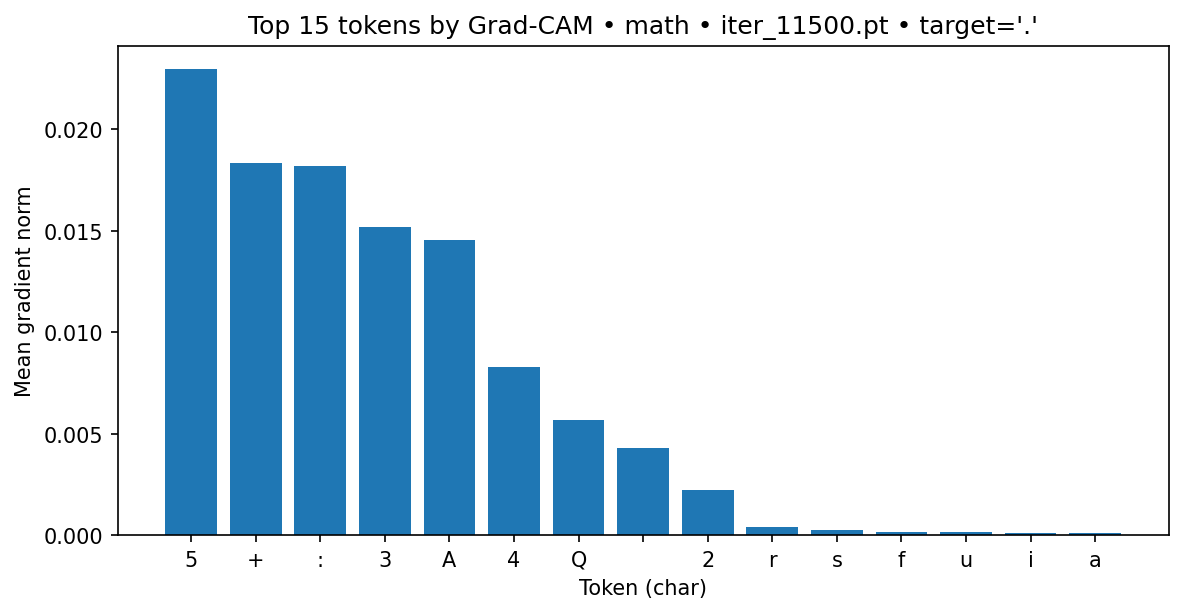 Top 15 tokens by Grad-CAM • math • iter_11500.pt • target='.'
Mean gradient norm
0.020
0.015
0.010
0.005
0.000
5 + : 3 A 4 Q 2 r s f u i a
Token (char)